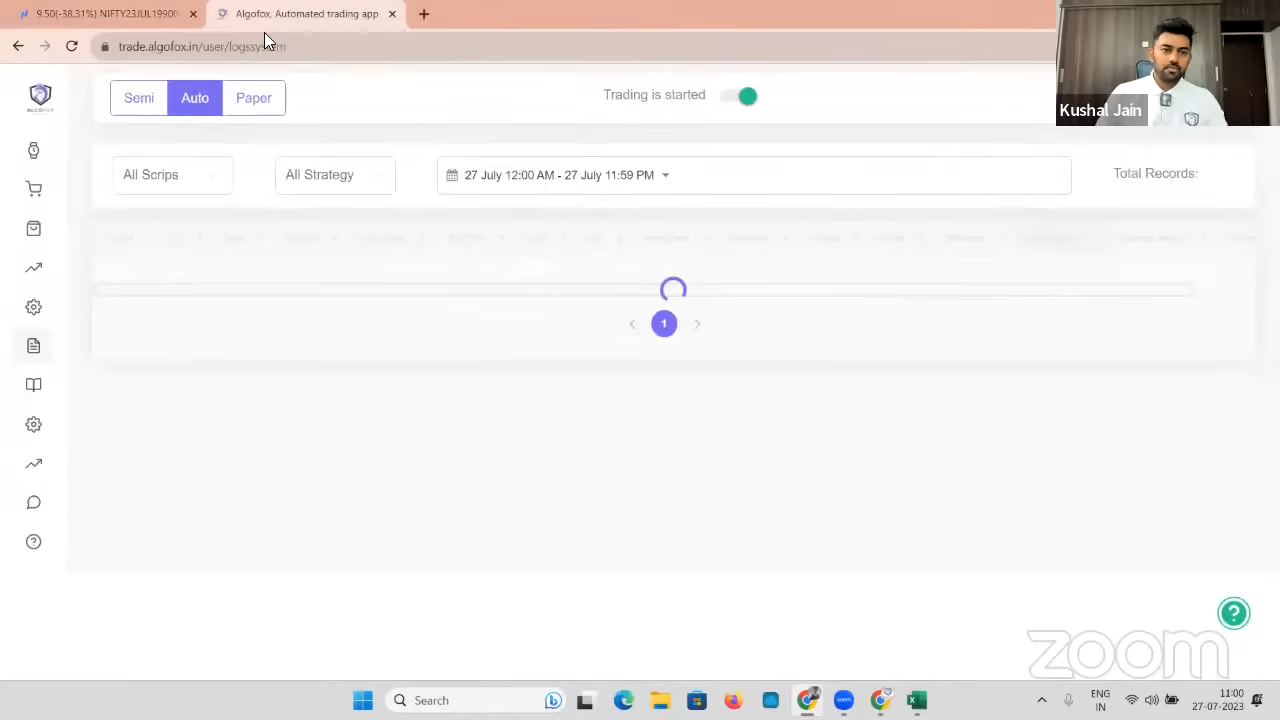 9.50(-38.31%) NIFTY23JUL19900
Algofox, Automated trading app
trade.algofox.in/user/logssystem
Kushal Jain
ALGOFOX
Semi
Auto
Paper
Trading is started
All Scrips
All Strategy
27 July 12:00 AM - 27 July 11:59 PM
Total Records:
1
?
zoom
Search
ENG
IN
11:00
27-07-2023